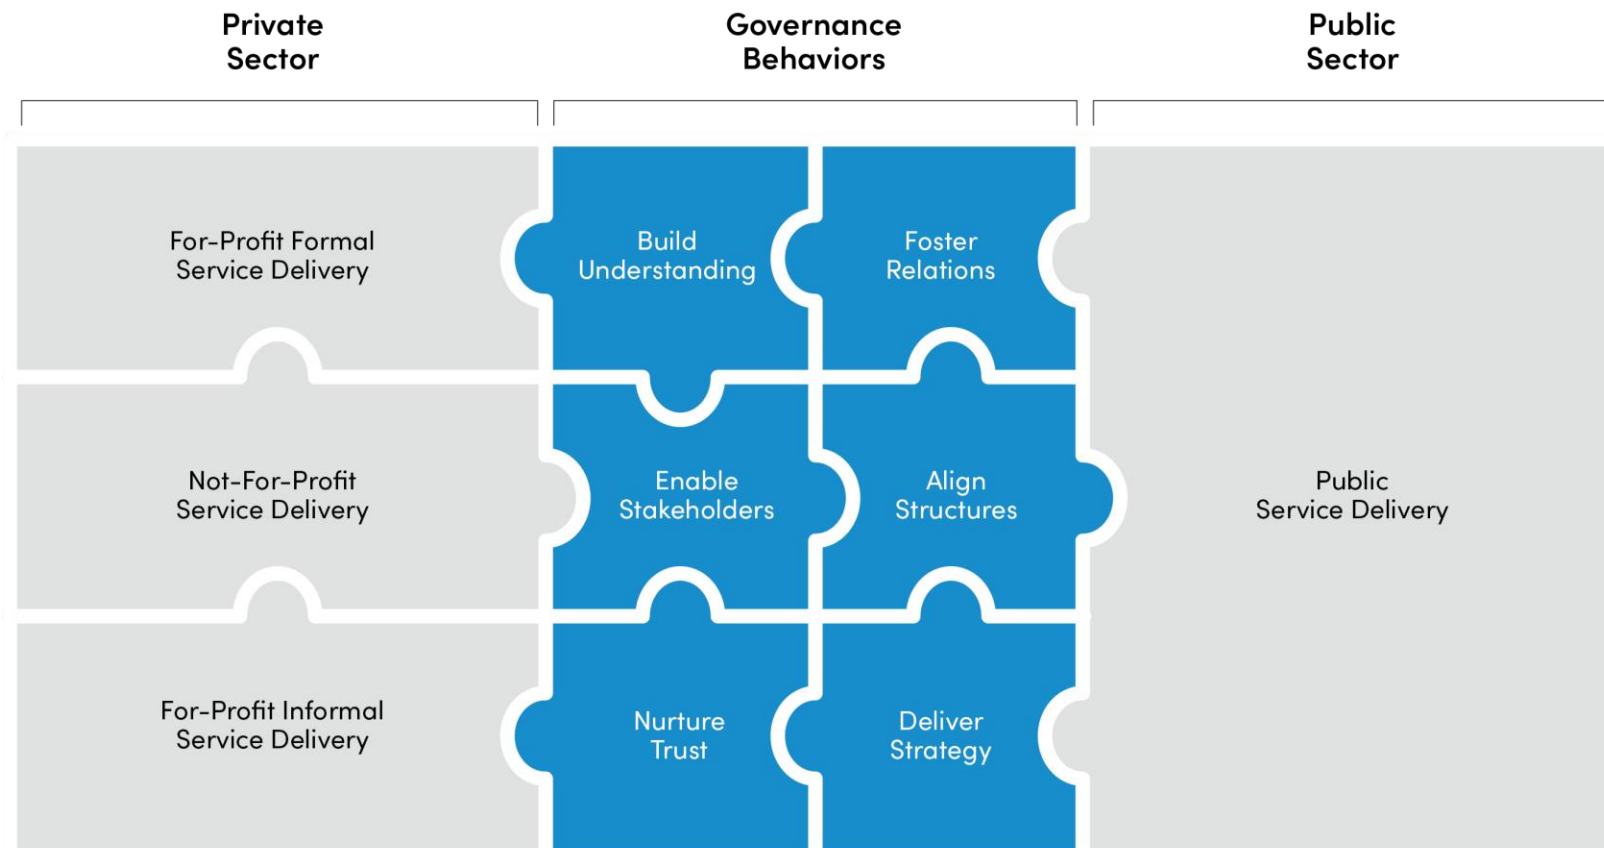 Private
Sector
Governance
Behaviors
Public
Sector
For-Profit Formal
Service Delivery
Build
Understanding
Foster
Relations
Not-For-Profit
Service Delivery
Enable
Stakeholders
Align
Structures
Public
Service Delivery
For-Profit Informal
Service Delivery
Nurture
Trust
Deliver
Strategy